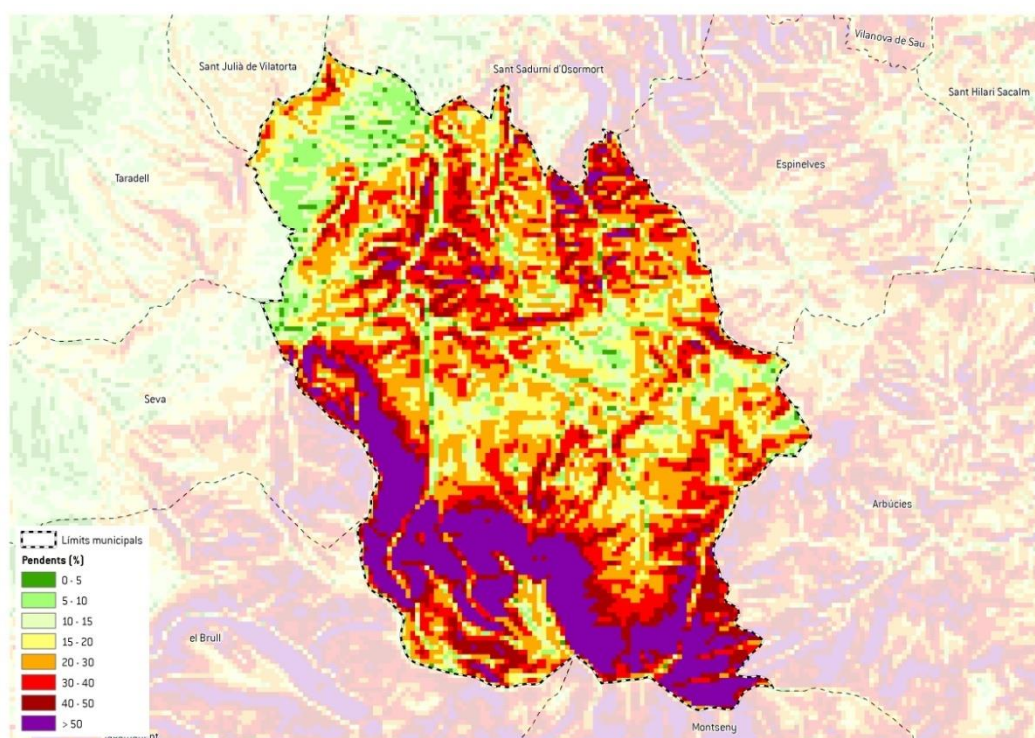 Vilanova de Sau
Sant Julià de Vilatorta
Sant Sadurní d'Osormort
Sant Hilari Sacalm
Espinelves
Taradell
Seva
Arbúcies
Límits municipals
Pendents (%)
0 - 5
5 - 10
10 - 15
15 - 20
20 - 30
30 - 40
40 - 50
> 50
el Brull
Montseny